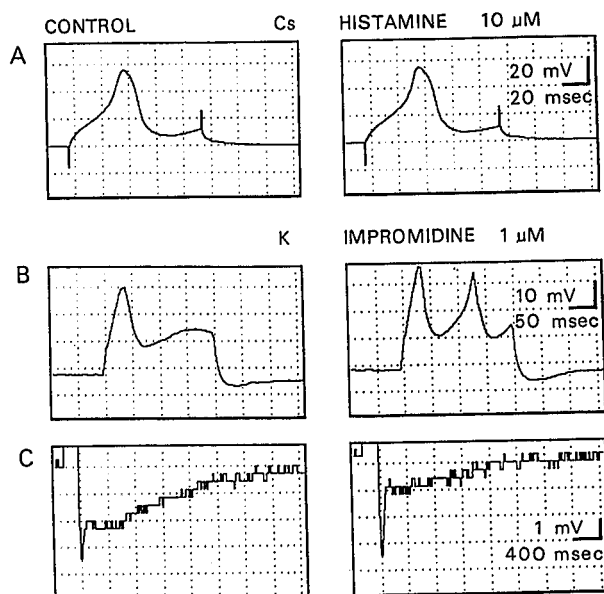 CONTROL Cs HISTAMINE 10 µM
A
20 mV
20 msec
K IMPROMIDINE 1 µM
B
10 mV
50 msec
C
1 mV
400 msec